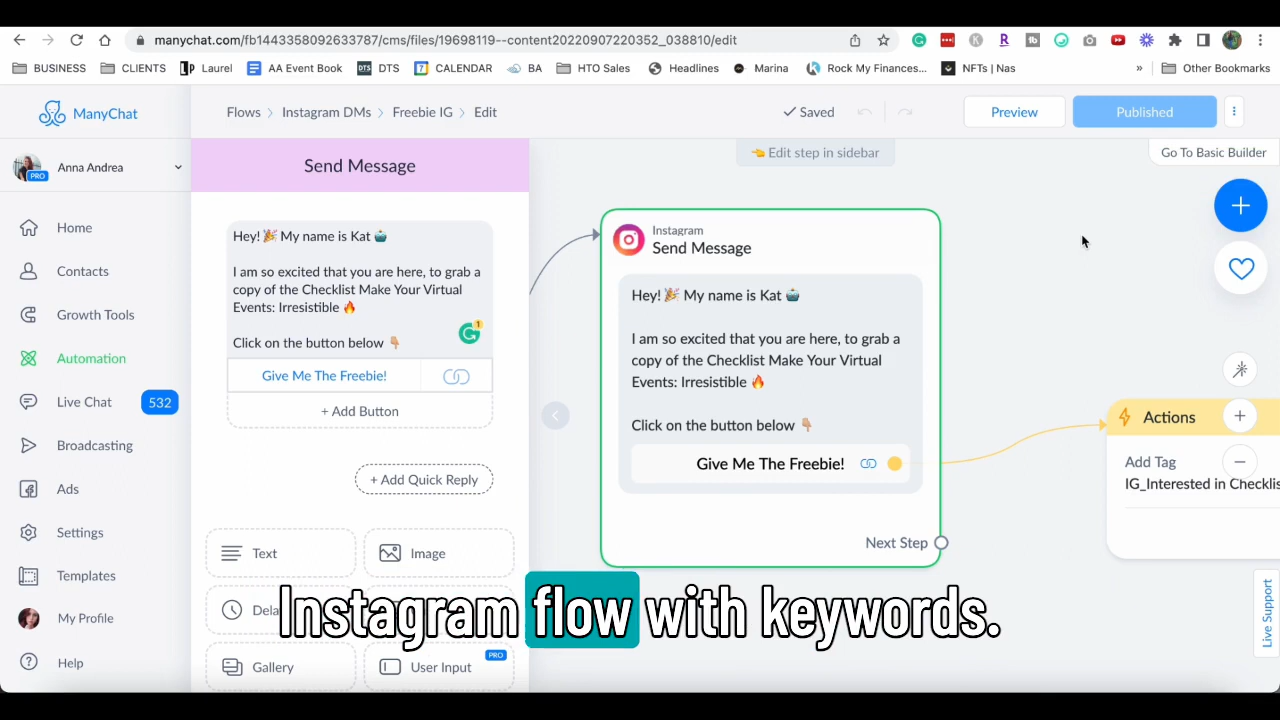 manychat.com/fb1443358092633787/cms/files/19698119--content20220907220352_038810/edit
BUSINESS
CLIENTS
Laurel
AA Event Book
DTS
DTS
7
CALENDAR
BA
HTO Sales
Headlines
Marina
Rock My Finances...
NFTs | Nas
»
Other Bookmarks
ManyChat
Flows
Instagram DMs
Freebie IG
Edit
Saved
Preview
Published
PRO
Anna Andrea
Send Message
👈 Edit step in sidebar
Go To Basic Builder
Home
Contacts
Growth Tools
Automation
Live Chat
532
Broadcasting
Ads
Settings
Templates
My Profile
Help
Hey! 🎉 My name is Kat 🤖
I am so excited that you are here, to grab a
copy of the Checklist Make Your Virtual
Events: Irresistible 🔥
1
Click on the button below 👇🏼
Give Me The Freebie!
+ Add Button
+ Add Quick Reply
Text
Image
Dela
Gallery
User Input
PRO
Instagram
Send Message
Hey! 🎉 My name is Kat 🤖
I am so excited that you are here, to grab a
copy of the Checklist Make Your Virtual
Events: Irresistible 🔥
Click on the button below 👇🏼
Give Me The Freebie!
Next Step
Actions
Add Tag
IG_Interested in Checklis
Live Support
Instagram flow with keywords.